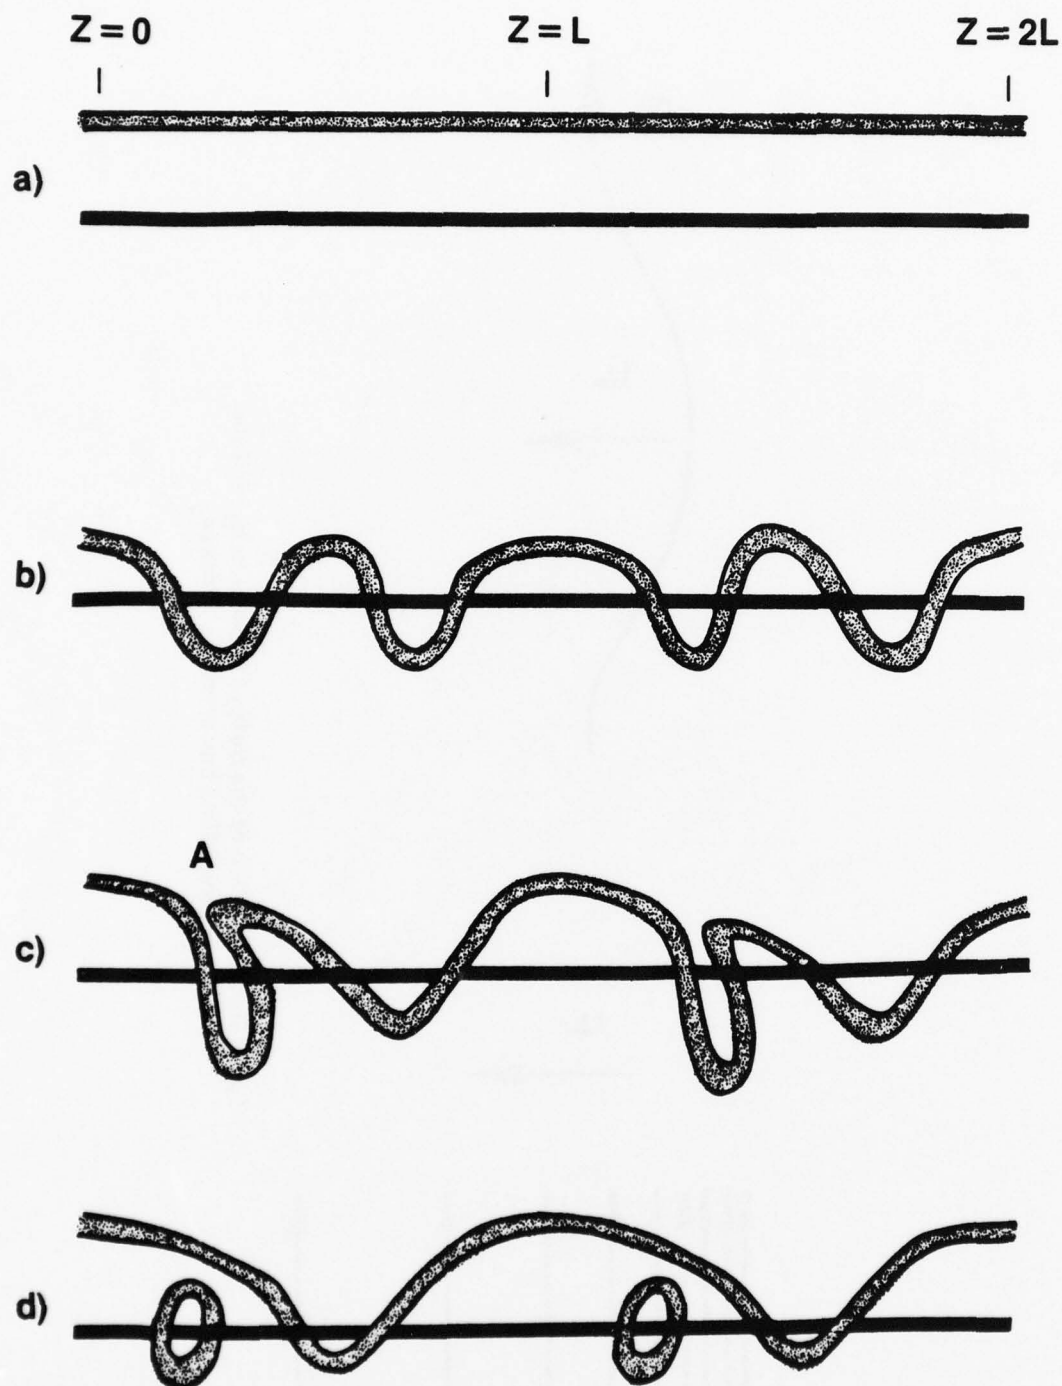 Z = 0 Z = L Z = 2L
a)
b)
A
c)
d)